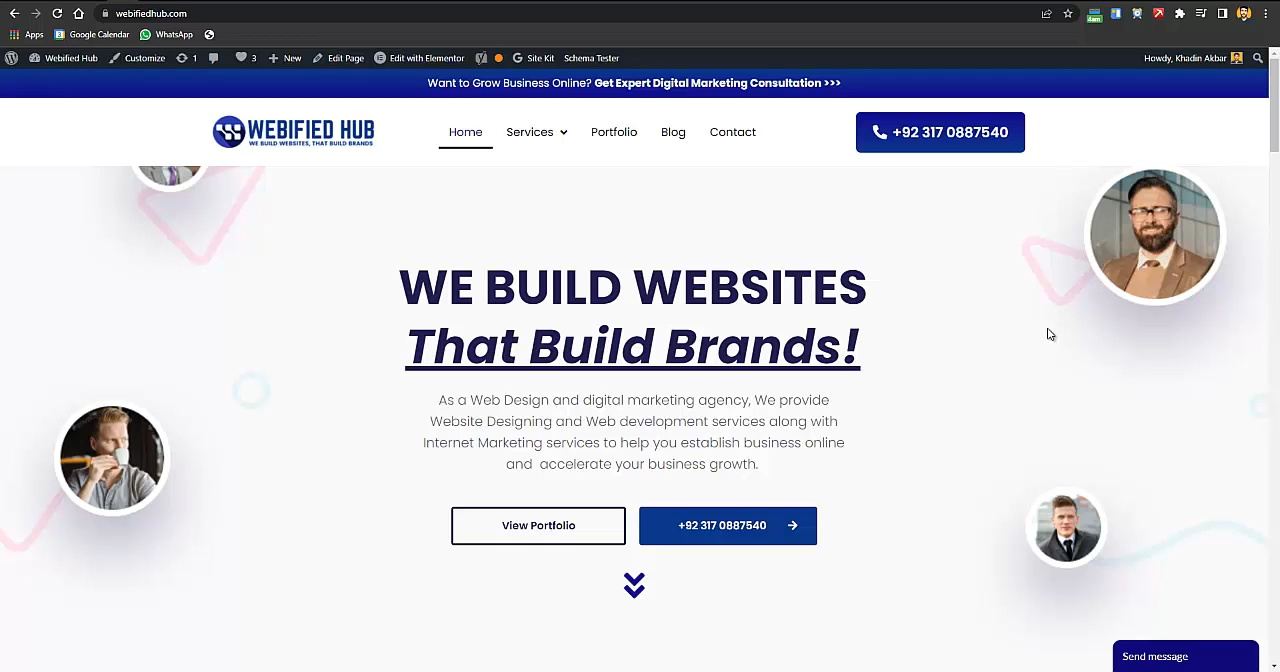 webifiedhub.com
4am
Apps
Google Calendar
WhatsApp
Webified Hub
Customize
1
3
New
Edit Page
Edit with Elementor
Site Kit
Schema Tester
Howdy, Khadin Akbar
Want to Grow Business Online? Get Expert Digital Marketing Consultation >>>
WEBIFIED HUB
WE BUILD WEBSITES, THAT BUILD BRANDS
Home
Services
Portfolio
Blog
Contact
+92 317 0887540
WE BUILD WEBSITES
That Build Brands!
As a Web Design and digital marketing agency, We provide
Website Designing and Web development services along with
Internet Marketing services to help you establish business online
and accelerate your business growth.
View Portfolio
+92 317 0887540
Send message